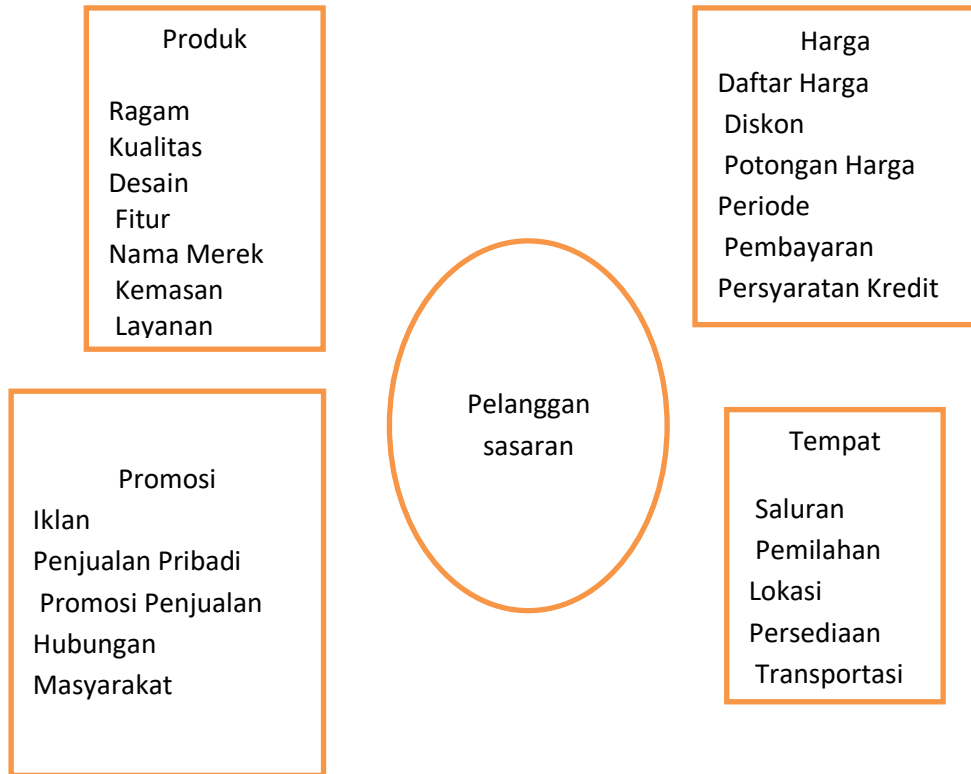 Produk
Ragam
Kualitas
Desain
Fitur
Nama Merek
Kemasan
Layanan
Harga
Daftar Harga
Diskon
Potongan Harga
Periode
Pembayaran
Persyaratan Kredit
Pelanggan
sasaran
Promosi
Iklan
Penjualan Pribadi
Promosi Penjualan
Hubungan
Masyarakat
Tempat
Saluran
Pemilahan
Lokasi
Persediaan
Transportasi